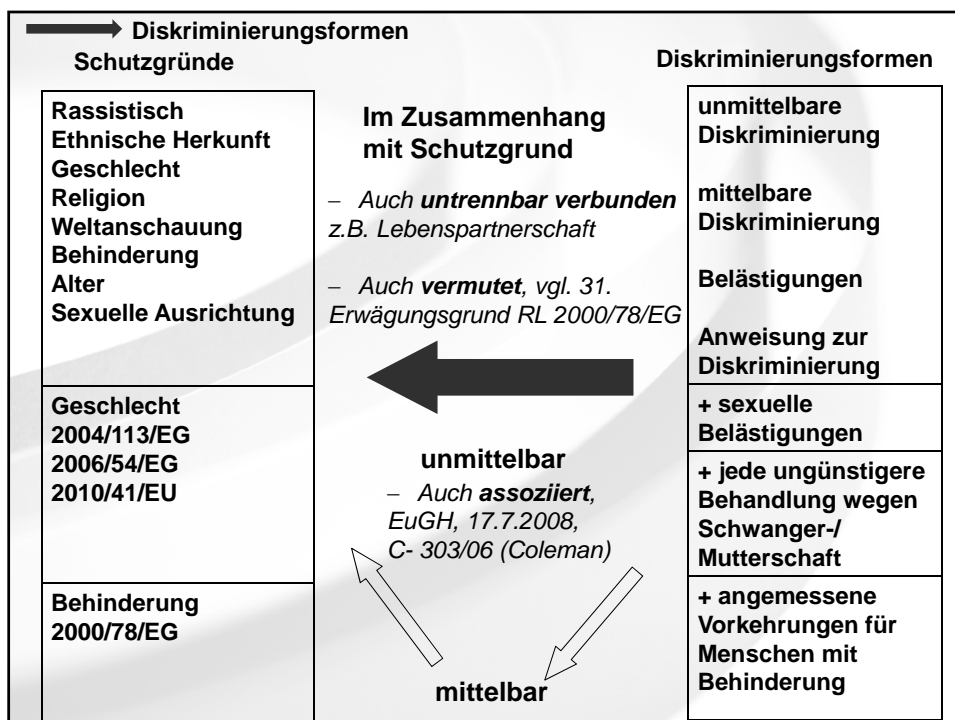 Diskriminierungsformen
Schutzgründe
Diskriminierungsformen
Rassistisch
Ethnische Herkunft
Geschlecht
Religion
Weltanschauung
Behinderung
Alter
Sexuelle Ausrichtung
Geschlecht
2004/113/EG
2006/54/EG
2010/41/EU
Behinderung
2000/78/EG
Im Zusammenhang
mit Schutzgrund
– Auch untrennbar verbunden
z.B. Lebenspartnerschaft
– Auch vermutet, vgl. 31.
Erwägungsgrund RL 2000/78/EG
unmittelbar
– Auch assoziiert,
EuGH, 17.7.2008,
C- 303/06 (Coleman)
mittelbar
unmittelbare
Diskriminierung
mittelbare
Diskriminierung
Belästigungen
Anweisung zur
Diskriminierung
+ sexuelle
Belästigungen
+ jede ungünstigere
Behandlung wegen
Schwanger-/
Mutterschaft
+ angemessene
Vorkehrungen für
Menschen mit
Behinderung